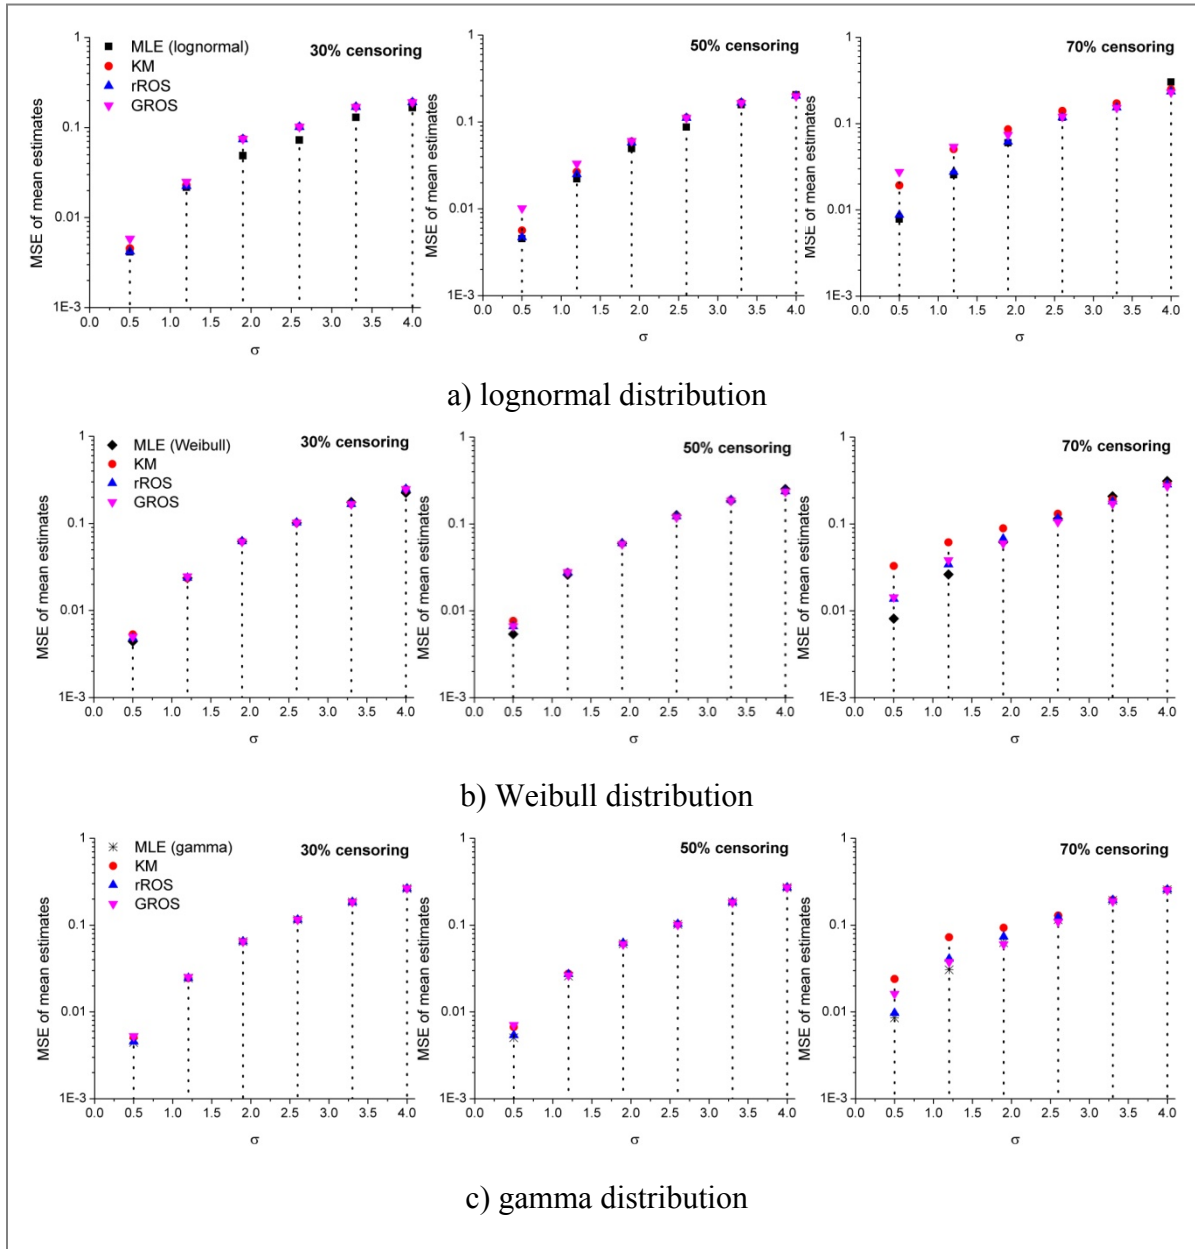 MLE (lognormal)
KM
rROS
GROS
30% censoring
MSE of mean estimates
1
0.1
0.01
1E-3
0.0 0.5 1.0 1.5 2.0 2.5 3.0 3.5 4.0
σ
50% censoring
MSE of mean estimates
1
0.1
0.01
1E-3
0.0 0.5 1.0 1.5 2.0 2.5 3.0 3.5 4.0
σ
70% censoring
MSE of mean estimates
1
0.1
0.01
1E-3
0.0 0.5 1.0 1.5 2.0 2.5 3.0 3.5 4.0
σ
a) lognormal distribution
MLE (Weibull)
KM
rROS
GROS
30% censoring
MSE of mean estimates
1
0.1
0.01
1E-3
0.0 0.5 1.0 1.5 2.0 2.5 3.0 3.5 4.0
σ
50% censoring
MSE of mean estimates
1
0.1
0.01
1E-3
0.0 0.5 1.0 1.5 2.0 2.5 3.0 3.5 4.0
σ
70% censoring
MSE of mean estimates
1
0.1
0.01
1E-3
0.0 0.5 1.0 1.5 2.0 2.5 3.0 3.5 4.0
σ
b) Weibull distribution
MLE (gamma)
KM
rROS
GROS
30% censoring
MSE of mean estimates
1
0.1
0.01
1E-3
0.0 0.5 1.0 1.5 2.0 2.5 3.0 3.5 4.0
σ
50% censoring
MSE of mean estimates
1
0.1
0.01
1E-3
0.0 0.5 1.0 1.5 2.0 2.5 3.0 3.5 4.0
σ
70% censoring
MSE of mean estimates
1
0.1
0.01
1E-3
0.0 0.5 1.0 1.5 2.0 2.5 3.0 3.5 4.0
σ
c) gamma distribution